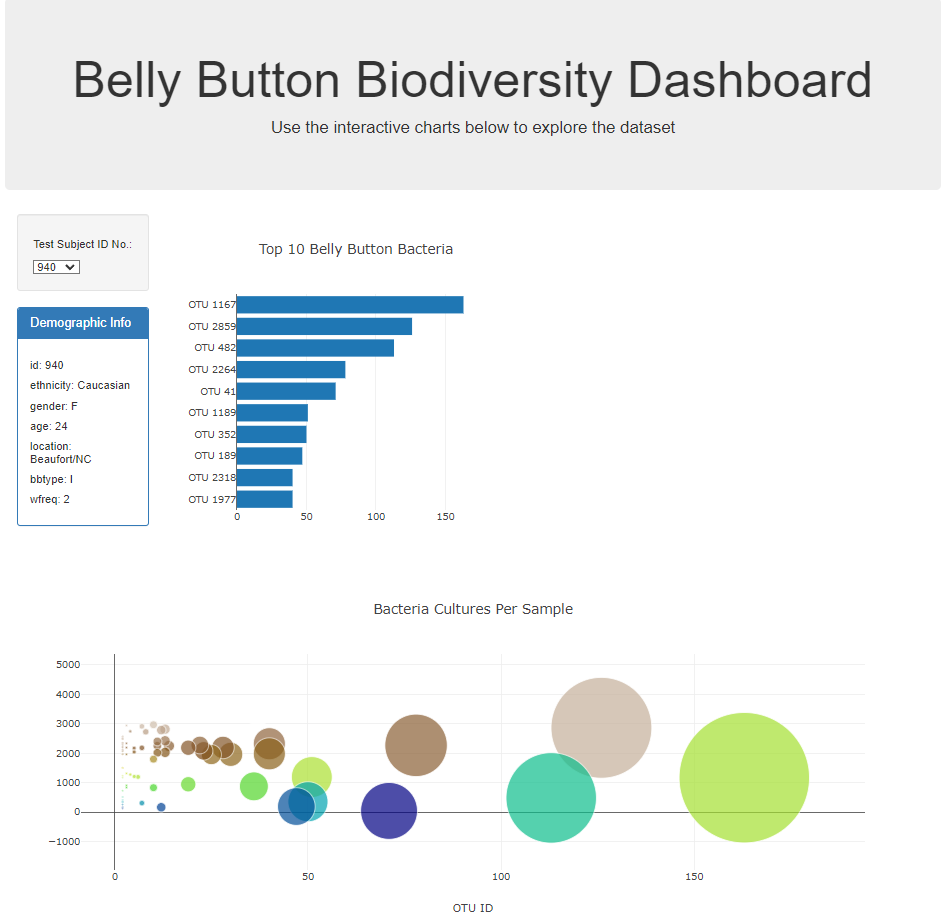 Belly Button Biodiversity Dashboard
Use the interactive charts below to explore the dataset
Test Subject ID No.:
940
Demographic Info
id: 940
ethnicity: Caucasian
gender: F
age: 24
location:
Beaufort/NC
bbtype: I
wfreq: 2
Top 10 Belly Button Bacteria
OTU 1167
OTU 2859
OTU 482
OTU 2264
OTU 41
OTU 1189
OTU 352
OTU 189
OTU 2318
OTU 1977
0 50 100 150
Bacteria Cultures Per Sample
5000
4000
3000
2000
1000
0
−1000
0 50 100 150
OTU ID